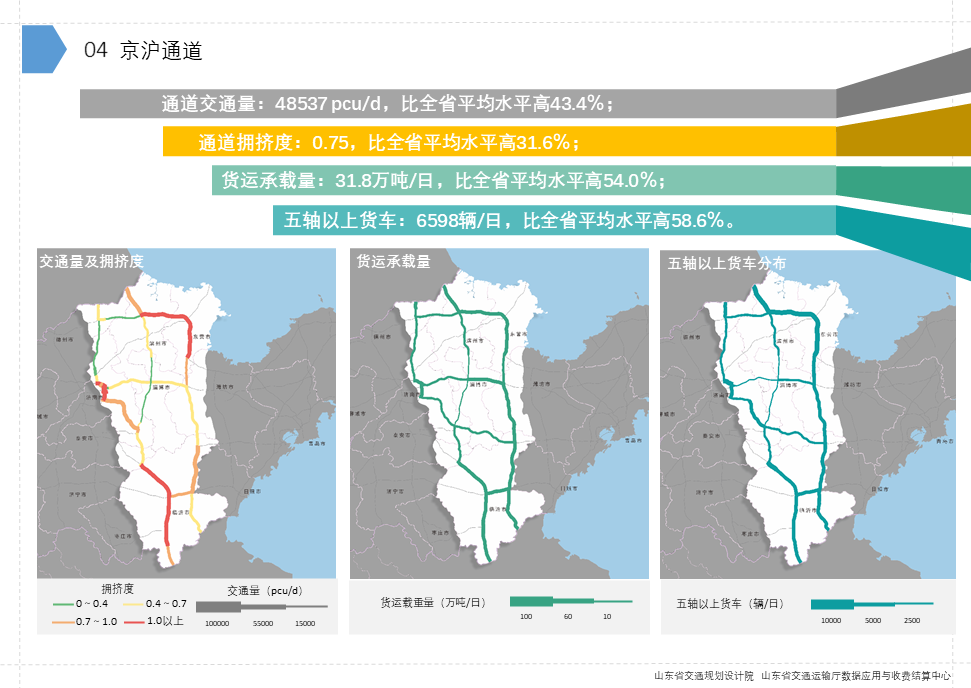 04 京沪通道
通道交通量：48537 pcu/d，比全省平均水平高43.4%；
通道拥挤度：0.75，比全省平均水平高31.6%；
货运承载量：31.8万吨/日，比全省平均水平高54.0%；
五轴以上货车：6598辆/日，比全省平均水平高58.6%。
交通量及拥挤度
货运承载量
五轴以上货车分布
拥挤度
0 ~ 0.4
0.4 ~ 0.7
0.7 ~ 1.0
1.0以上
交通量（pcu/d）
100000 55000 15000
货运载重量（万吨/日）
100 60 10
五轴以上货车（辆/日）
10000 5000 2500
山东省交通规划设计院 山东省交通运输厅数据应用与收费结算中心